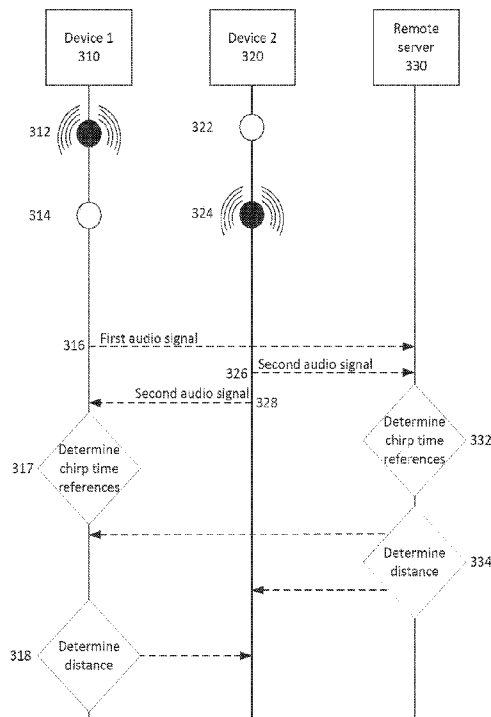 Device 1
310
Device 2
320
Remote
server
330
312
322
314
324
First audio signal
316
Second audio signal
326
Second audio signal
328
Determine
chirp time
references
317
Determine
chirp time
references
332
Determine
distance
334
Determine
distance
318